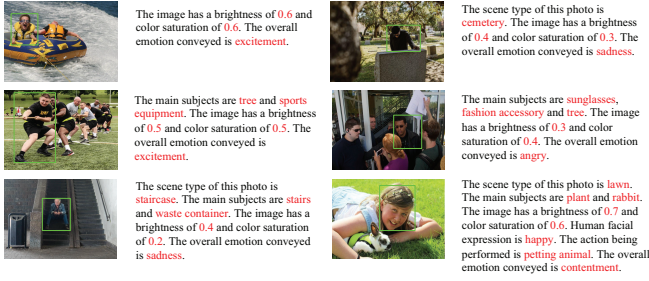 The image has a brightness of 0.6 and
color saturation of 0.6. The overall
emotion conveyed is excitement.
The scene type of this photo is
cemetery. The image has a brightness
of 0.4 and color saturation of 0.3. The
overall emotion conveyed is sadness.
The main subjects are tree and sports
equipment. The image has a brightness
of 0.5 and color saturation of 0.5. The
overall emotion conveyed is
excitement.
The main subjects are sunglasses,
fashion accessory and tree. The image
has a brightness of 0.3 and color
saturation of 0.4. The overall emotion
conveyed is angry.
The scene type of this photo is
staircase. The main subjects are stairs
and waste container. The image has a
brightness of 0.4 and color saturation
of 0.2. The overall emotion conveyed
is sadness.
The scene type of this photo is lawn.
The main subjects are plant and rabbit.
The image has a brightness of 0.7 and
color saturation of 0.6. Human facial
expression is happy. The action being
performed is petting animal. The overall
emotion conveyed is contentment.